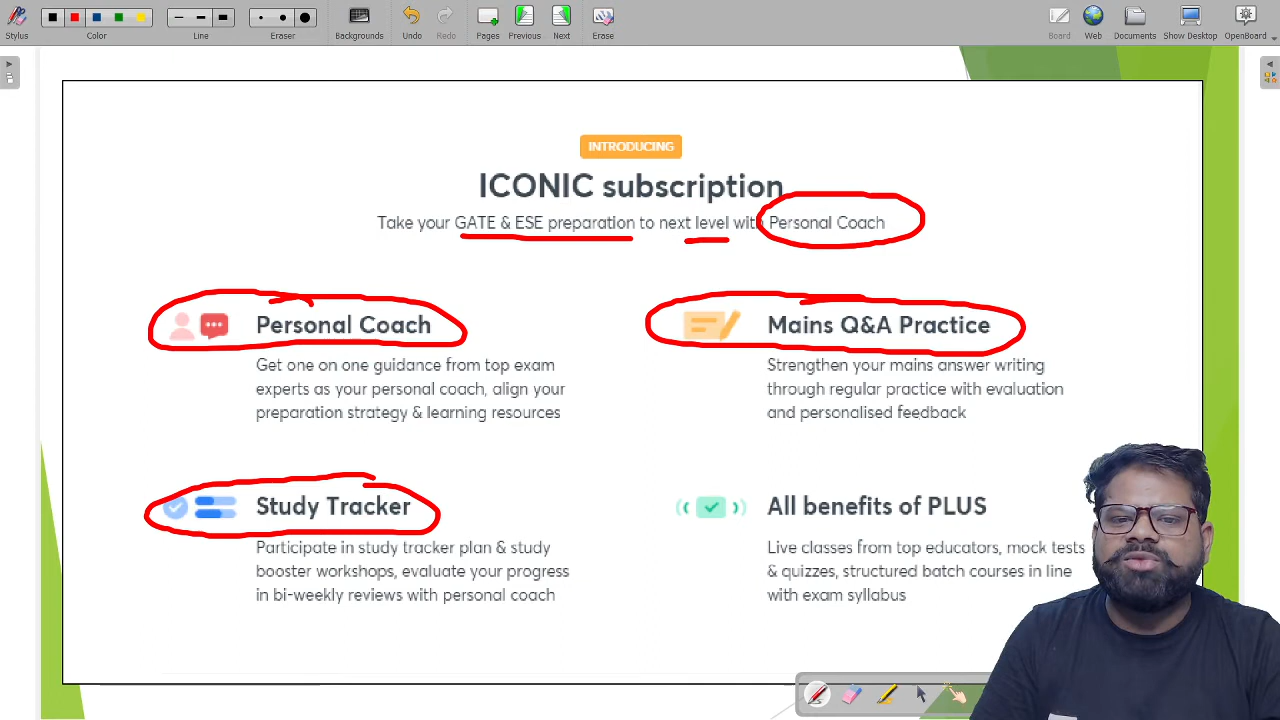 Stylus
Color
Line
Eraser
Backgrounds
Undo
Redo
Pages
Previous
Next
Erase
Board
Web
Documents
Show Desktop
OpenBoard
INTRODUCING
ICONIC subscription
Take your GATE & ESE preparation to next level with Personal Coach
Personal Coach
Get one on one guidance from top exam
experts as your personal coach, align your
preparation strategy & learning resources
Mains Q&A Practice
Strengthen your mains answer writing
through regular practice with evaluation
and personalised feedback
Study Tracker
Participate in study tracker plan & study
booster workshops, evaluate your progress
in bi-weekly reviews with personal coach
All benefits of PLUS
Live classes from top educators, mock tests
& quizzes, structured batch courses in line
with exam syllabus